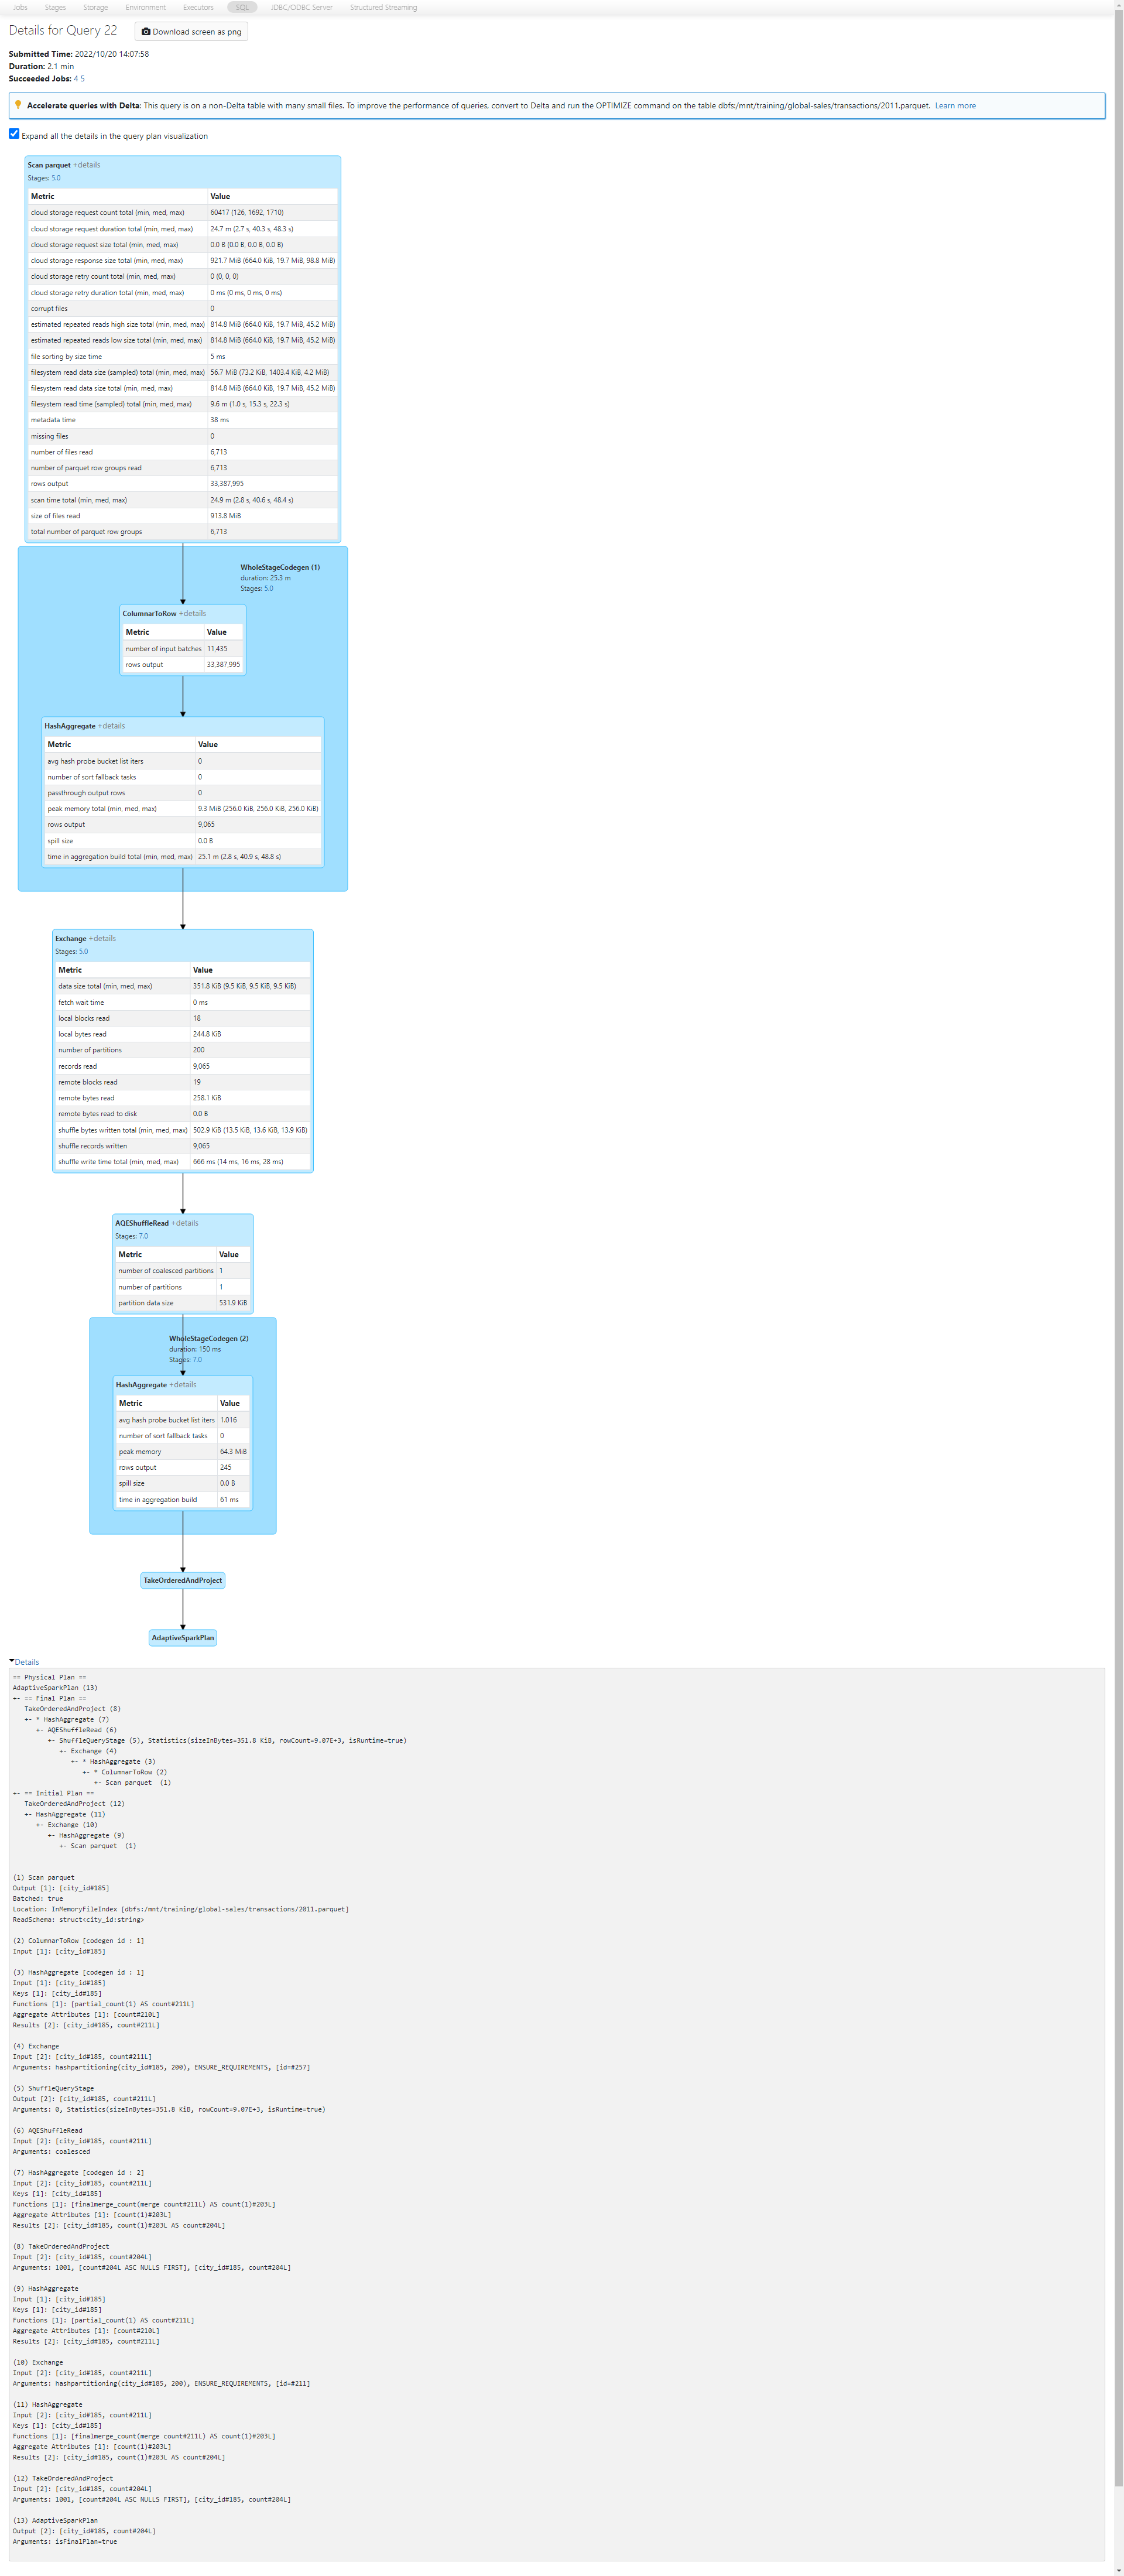 Jobs Stages Storage Environment Executors SQL JDBC/ODBC Server Structured Streaming
Details for Query 22 Download screen as png
Submitted Time: 2022/10/20 14:07:58
Duration: 2.1 min
Succeeded Jobs: 4 5
Accelerate queries with Delta: This query is on a non-Delta table with many small files. To improve the performance of queries, convert to Delta and run the OPTIMIZE command on the table dbfs:/mnt/training/global-sales/transactions/2011.parquet. Learn more
Expand all the details in the query plan visualization
Scan parquet +details
Stages: 5.0
Metric Value
cloud storage request count total (min, med, max) 60417 (126, 1692, 1710)
cloud storage request duration total (min, med, max) 24.7 m (2.7 s, 40.3 s, 48.3 s)
cloud storage request size total (min, med, max) 0.0 B (0.0 B, 0.0 B, 0.0 B)
cloud storage response size total (min, med, max) 921.7 MiB (664.0 KiB, 19.7 MiB, 98.8 MiB)
cloud storage retry count total (min, med, max) 0 (0, 0, 0)
cloud storage retry duration total (min, med, max) 0 ms (0 ms, 0 ms, 0 ms)
corrupt files 0
estimated repeated reads high size total (min, med, max) 814.8 MiB (664.0 KiB, 19.7 MiB, 45.2 MiB)
estimated repeated reads low size total (min, med, max) 814.8 MiB (664.0 KiB, 19.7 MiB, 45.2 MiB)
file sorting by size time 5 ms
filesystem read data size (sampled) total (min, med, max) 56.7 MiB (73.2 KiB, 1403.4 KiB, 4.2 MiB)
filesystem read data size total (min, med, max) 814.8 MiB (664.0 KiB, 19.7 MiB, 45.2 MiB)
filesystem read time (sampled) total (min, med, max) 9.6 m (1.0 s, 15.3 s, 22.3 s)
metadata time 38 ms
missing files 0
number of files read 6,713
number of parquet row groups read 6,713
rows output 33,387,995
scan time total (min, med, max) 24.9 m (2.8 s, 40.6 s, 48.4 s)
size of files read 913.8 MiB
total number of parquet row groups 6,713
WholeStageCodegen (1)
duration: 25.3 m
Stages: 5.0
ColumnarToRow +details
Metric Value
number of input batches 11,435
rows output 33,387,995
HashAggregate +details
Metric Value
avg hash probe bucket list iters 0
number of sort fallback tasks 0
passthrough output rows 0
peak memory total (min, med, max) 9.3 MiB (256.0 KiB, 256.0 KiB, 256.0 KiB)
rows output 9,065
spill size 0.0 B
time in aggregation build total (min, med, max) 25.1 m (2.8 s, 40.9 s, 48.8 s)
Exchange +details
Stages: 5.0
Metric Value
data size total (min, med, max) 351.8 KiB (9.5 KiB, 9.5 KiB, 9.5 KiB)
fetch wait time 0 ms
local blocks read 18
local bytes read 244.8 KiB
number of partitions 200
records read 9,065
remote blocks read 19
remote bytes read 258.1 KiB
remote bytes read to disk 0.0 B
shuffle bytes written total (min, med, max) 502.9 KiB (13.5 KiB, 13.6 KiB, 13.9 KiB)
shuffle records written 9,065
shuffle write time total (min, med, max) 666 ms (14 ms, 16 ms, 28 ms)
AQEShuffleRead +details
Stages: 7.0
Metric Value
number of coalesced partitions 1
number of partitions 1
partition data size 531.9 KiB
WholeStageCodegen (2)
duration: 150 ms
Stages: 7.0
HashAggregate +details
Metric Value
avg hash probe bucket list iters 1.016
number of sort fallback tasks 0
peak memory 64.3 MiB
rows output 245
spill size 0.0 B
time in aggregation build 61 ms
TakeOrderedAndProject
AdaptiveSparkPlan
Details
== Physical Plan ==
AdaptiveSparkPlan (13)
+- == Final Plan ==
TakeOrderedAndProject (8)
+- * HashAggregate (7)
+- AQEShuffleRead (6)
+- ShuffleQueryStage (5), Statistics(sizeInBytes=351.8 KiB, rowCount=9.07E+3, isRuntime=true)
+- Exchange (4)
+- * HashAggregate (3)
+- * ColumnarToRow (2)
+- Scan parquet (1)
+- == Initial Plan ==
TakeOrderedAndProject (12)
+- HashAggregate (11)
+- Exchange (10)
+- HashAggregate (9)
+- Scan parquet (1)
(1) Scan parquet
Output [1]: [city_id#185]
Batched: true
Location: InMemoryFileIndex [dbfs:/mnt/training/global-sales/transactions/2011.parquet]
ReadSchema: struct<city_id:string>
(2) ColumnarToRow [codegen id : 1]
Input [1]: [city_id#185]
(3) HashAggregate [codegen id : 1]
Input [1]: [city_id#185]
Keys [1]: [city_id#185]
Functions [1]: [partial_count(1) AS count#211L]
Aggregate Attributes [1]: [count#210L]
Results [2]: [city_id#185, count#211L]
(4) Exchange
Input [2]: [city_id#185, count#211L]
Arguments: hashpartitioning(city_id#185, 200), ENSURE_REQUIREMENTS, [id=#257]
(5) ShuffleQueryStage
Output [2]: [city_id#185, count#211L]
Arguments: 0, Statistics(sizeInBytes=351.8 KiB, rowCount=9.07E+3, isRuntime=true)
(6) AQEShuffleRead
Input [2]: [city_id#185, count#211L]
Arguments: coalesced
(7) HashAggregate [codegen id : 2]
Input [2]: [city_id#185, count#211L]
Keys [1]: [city_id#185]
Functions [1]: [finalmerge_count(merge count#211L) AS count(1)#203L]
Aggregate Attributes [1]: [count(1)#203L]
Results [2]: [city_id#185, count(1)#203L AS count#204L]
(8) TakeOrderedAndProject
Input [2]: [city_id#185, count#204L]
Arguments: 1001, [count#204L ASC NULLS FIRST], [city_id#185, count#204L]
(9) HashAggregate
Input [1]: [city_id#185]
Keys [1]: [city_id#185]
Functions [1]: [partial_count(1) AS count#211L]
Aggregate Attributes [1]: [count#210L]
Results [2]: [city_id#185, count#211L]
(10) Exchange
Input [2]: [city_id#185, count#211L]
Arguments: hashpartitioning(city_id#185, 200), ENSURE_REQUIREMENTS, [id=#211]
(11) HashAggregate
Input [2]: [city_id#185, count#211L]
Keys [1]: [city_id#185]
Functions [1]: [finalmerge_count(merge count#211L) AS count(1)#203L]
Aggregate Attributes [1]: [count(1)#203L]
Results [2]: [city_id#185, count(1)#203L AS count#204L]
(12) TakeOrderedAndProject
Input [2]: [city_id#185, count#204L]
Arguments: 1001, [count#204L ASC NULLS FIRST], [city_id#185, count#204L]
(13) AdaptiveSparkPlan
Output [2]: [city_id#185, count#204L]
Arguments: isFinalPlan=true